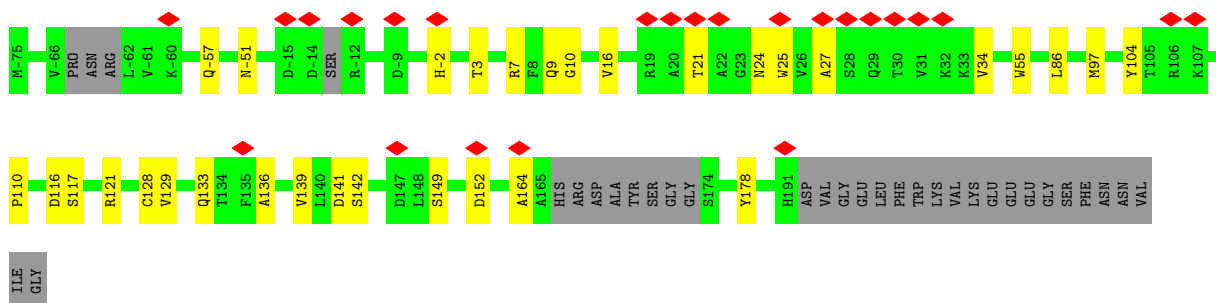 M-75 V-66 PRO ASN ARG L-62 V-61 K-60 Q-57 N-51 D-15 D-14 SER R-12 D-9 H-2 T3 R7 F8 Q9 G10 V16 R19 A20 T21 A22 G23 N24 W25 V26 A27 S28 Q29 T30 V31 K32 K33 V34 W55 L86 M97 Y104 T105 R106 K107
P110 D116 S117 R121 C128 V129 Q133 T134 F135 A136 V139 L140 D141 S142 D147 L148 S149 D152 A164 A165 HIS ARG ASP ALA TYR SER GLY GLY S174 Y178 H191 ASP VAL GLY GLU LEU PHE TRP LYS VAL LYS GLU GLU GLU GLY SER PHE ASN ASN VAL
ILE GLY